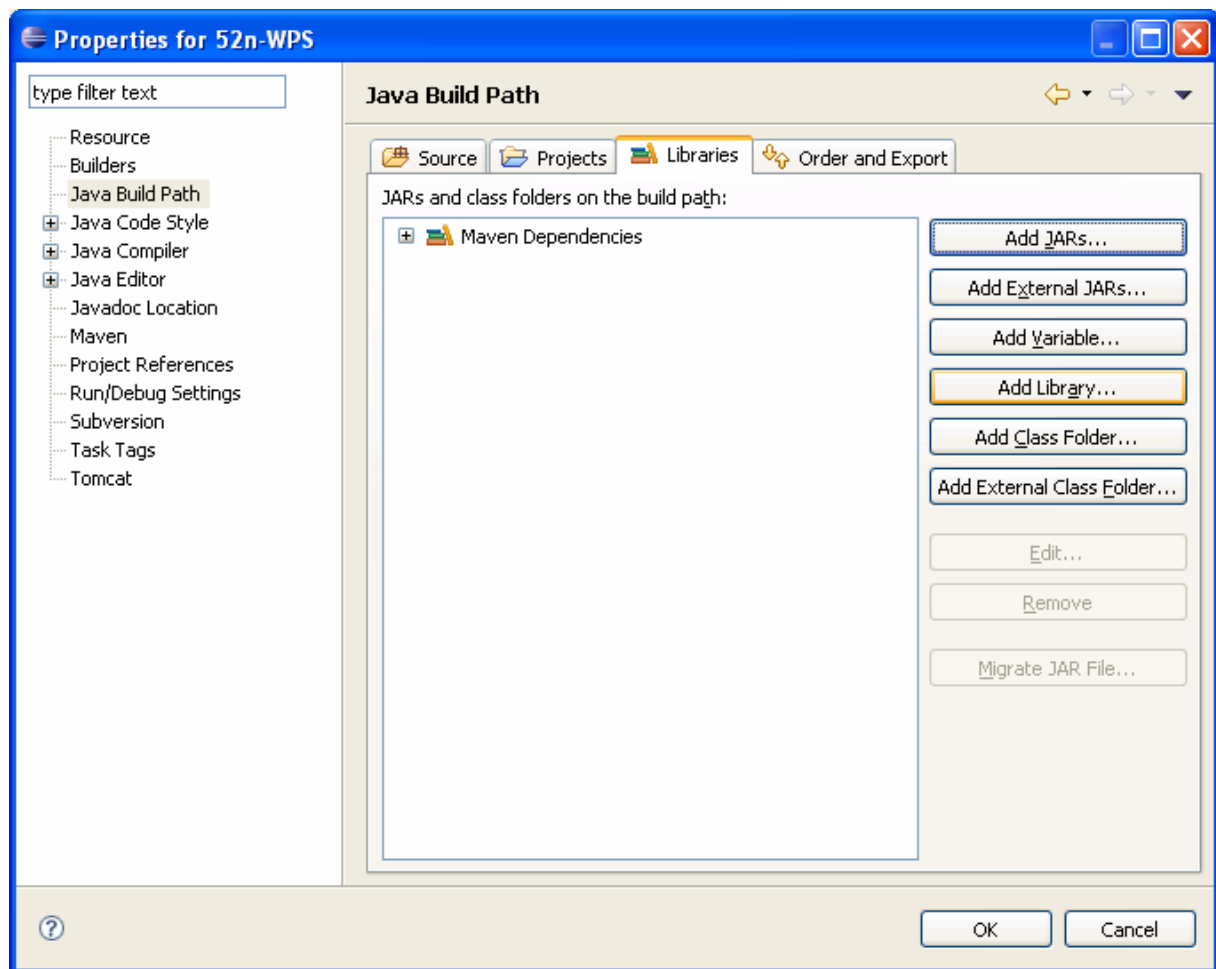 Properties for 52n-WPS
type filter text
Resource
Builders
Java Build Path
Java Code Style
Java Compiler
Java Editor
Javadoc Location
Maven
Project References
Run/Debug Settings
Subversion
Task Tags
Tomcat
Java Build Path
Source Projects Libraries Order and Export
JARs and class folders on the build path:
Maven Dependencies
Add JARs...
Add External JARs...
Add Variable...
Add Library...
Add Class Folder...
Add External Class Folder...
Edit...
Remove
Migrate JAR File...
OK Cancel